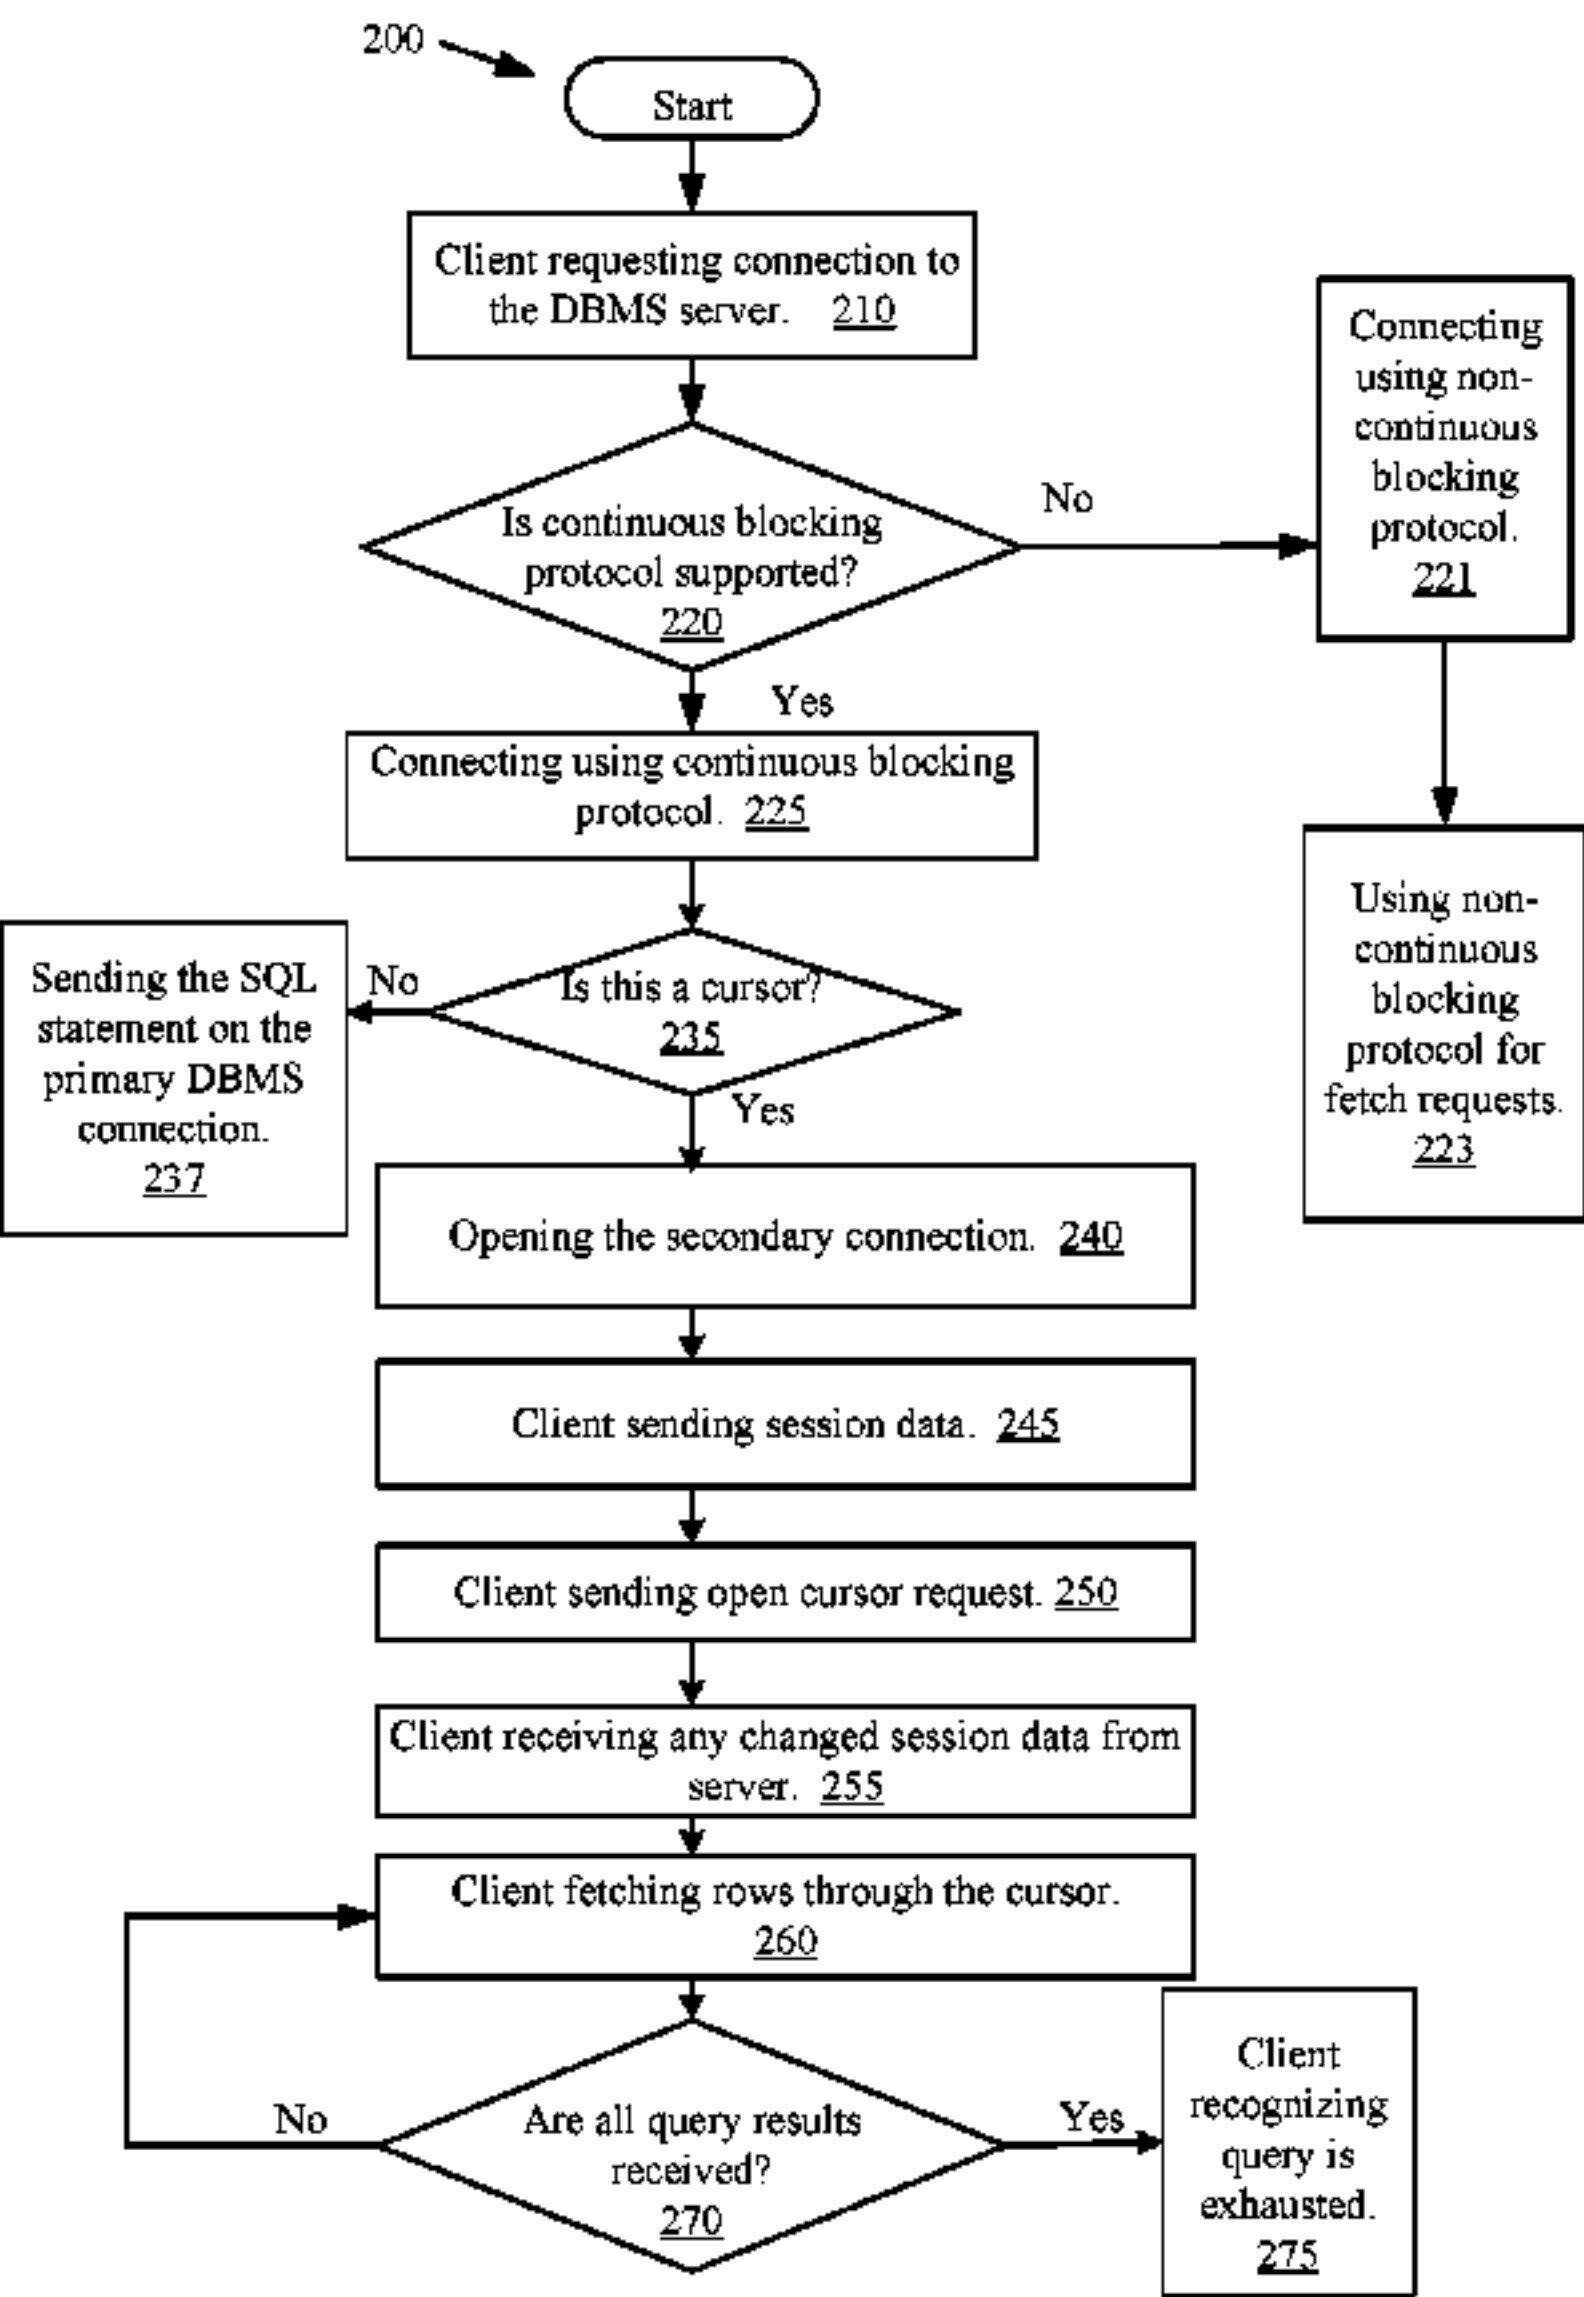 200
Start
Client requesting connection to
the DBMS server. 210
Is continuous blocking
protocol supported?
220
No
Connecting
using non-
continuous
blocking
protocol.
221
Yes
Connecting using continuous blocking
protocol. 225
Using non-
continuous
blocking
protocol for
fetch requests.
223
Is this a cursor?
235
No
Sending the SQL
statement on the
primary DBMS
connection.
237
Yes
Opening the secondary connection. 240
Client sending session data. 245
Client sending open cursor request. 250
Client receiving any changed session data from
server. 255
Client fetching rows through the cursor.
260
Are all query results
received?
270
No
Yes
Client
recognizing
query is
exhausted.
275